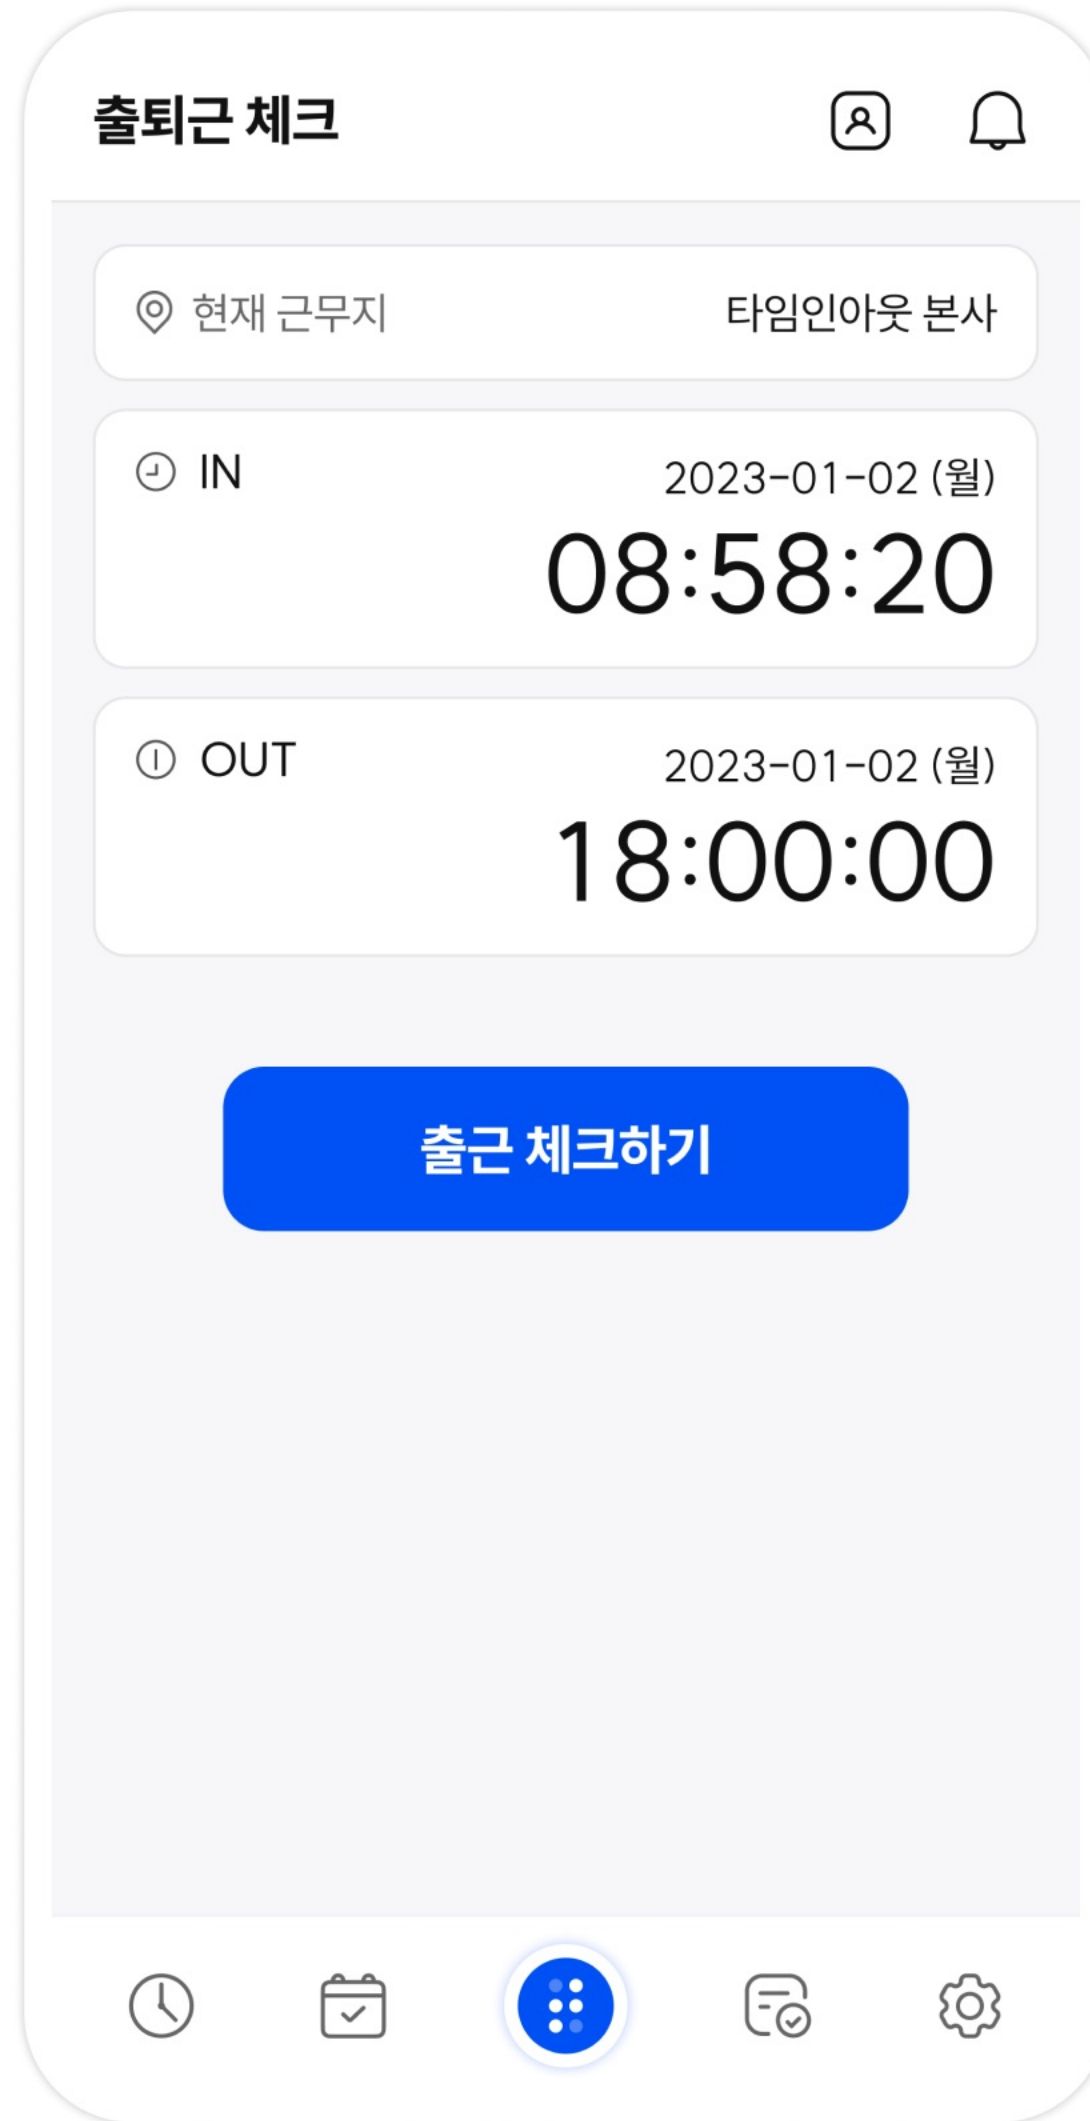 출퇴근 체크
현재 근무지 타임인아웃 본사
IN 2023-01-02 (월)
08:58:20
OUT 2023-01-02 (월)
18:00:00
출근 체크하기